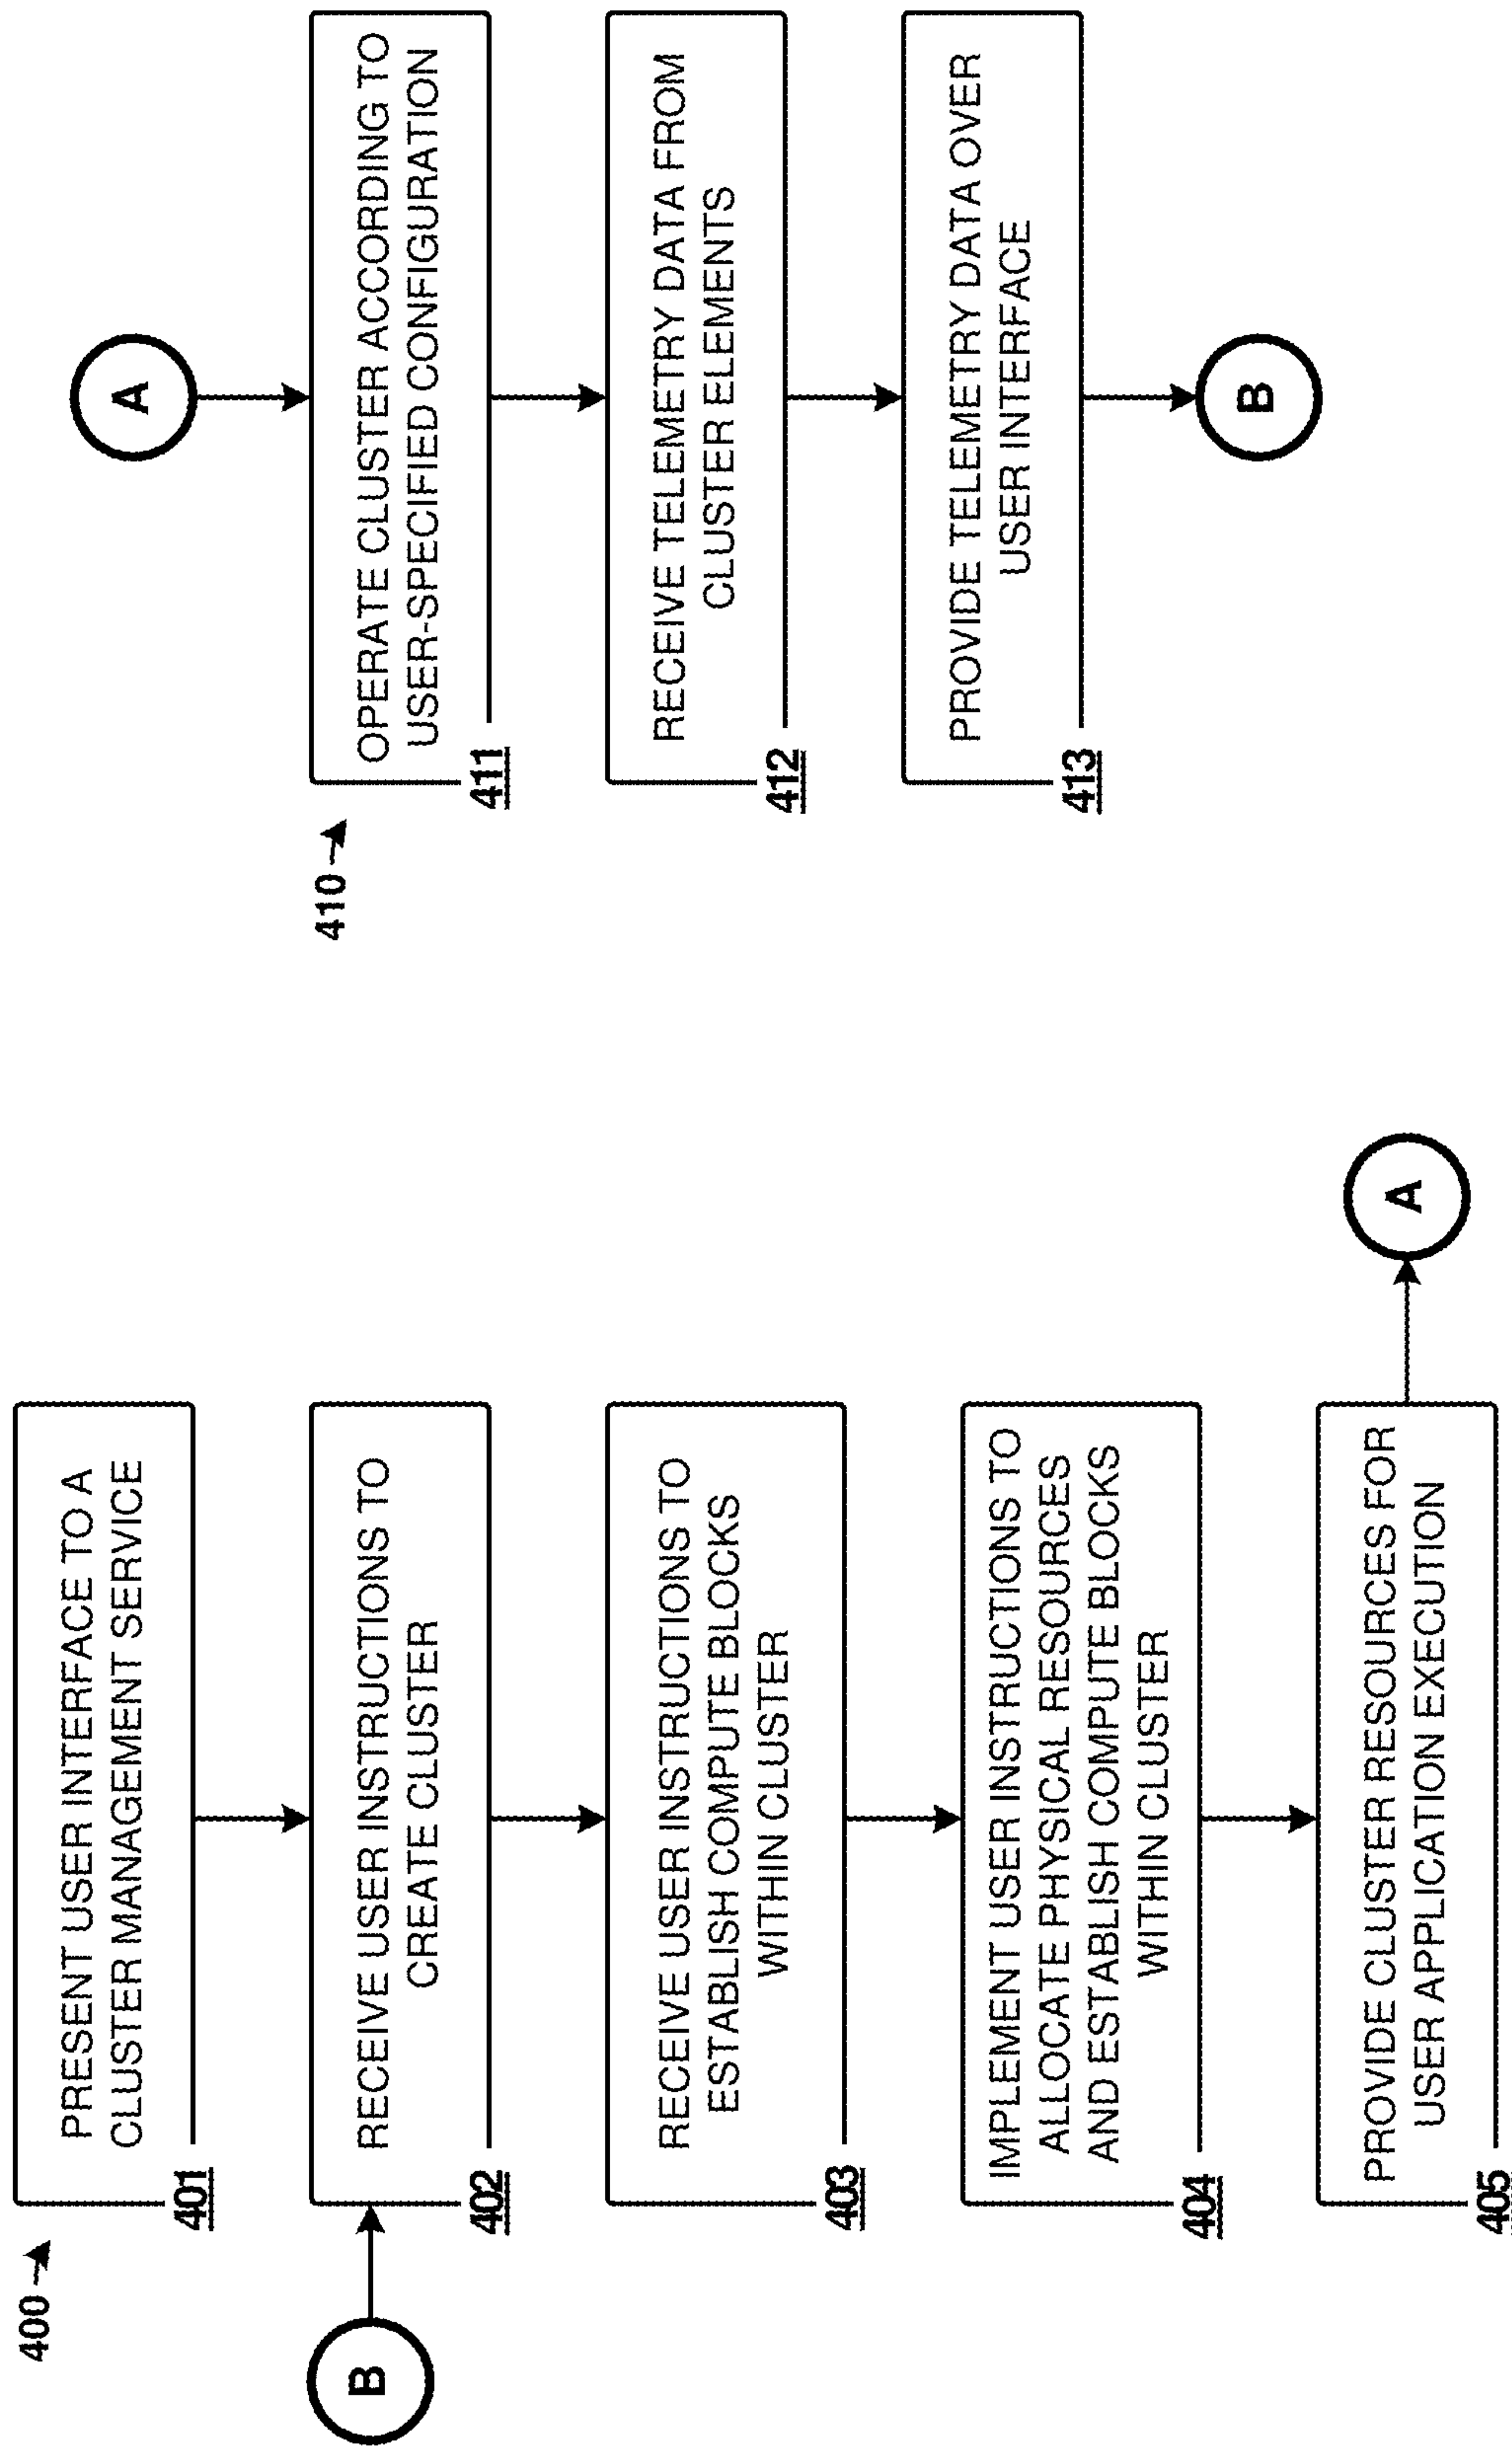 400
PRESENT USER INTERFACE TO A
CLUSTER MANAGEMENT SERVICE
401
B
RECEIVE USER INSTRUCTIONS TO
CREATE CLUSTER
402
RECEIVE USER INSTRUCTIONS TO
ESTABLISH COMPUTE BLOCKS
WITHIN CLUSTER
403
IMPLEMENT USER INSTRUCTIONS TO
ALLOCATE PHYSICAL RESOURCES
AND ESTABLISH COMPUTE BLOCKS
WITHIN CLUSTER
404
PROVIDE CLUSTER RESOURCES FOR
USER APPLICATION EXECUTION
405
A
A
410
OPERATE CLUSTER ACCORDING TO
USER-SPECIFIED CONFIGURATION
411
RECEIVE TELEMETRY DATA FROM
CLUSTER ELEMENTS
412
PROVIDE TELEMETRY DATA OVER
USER INTERFACE
413
B